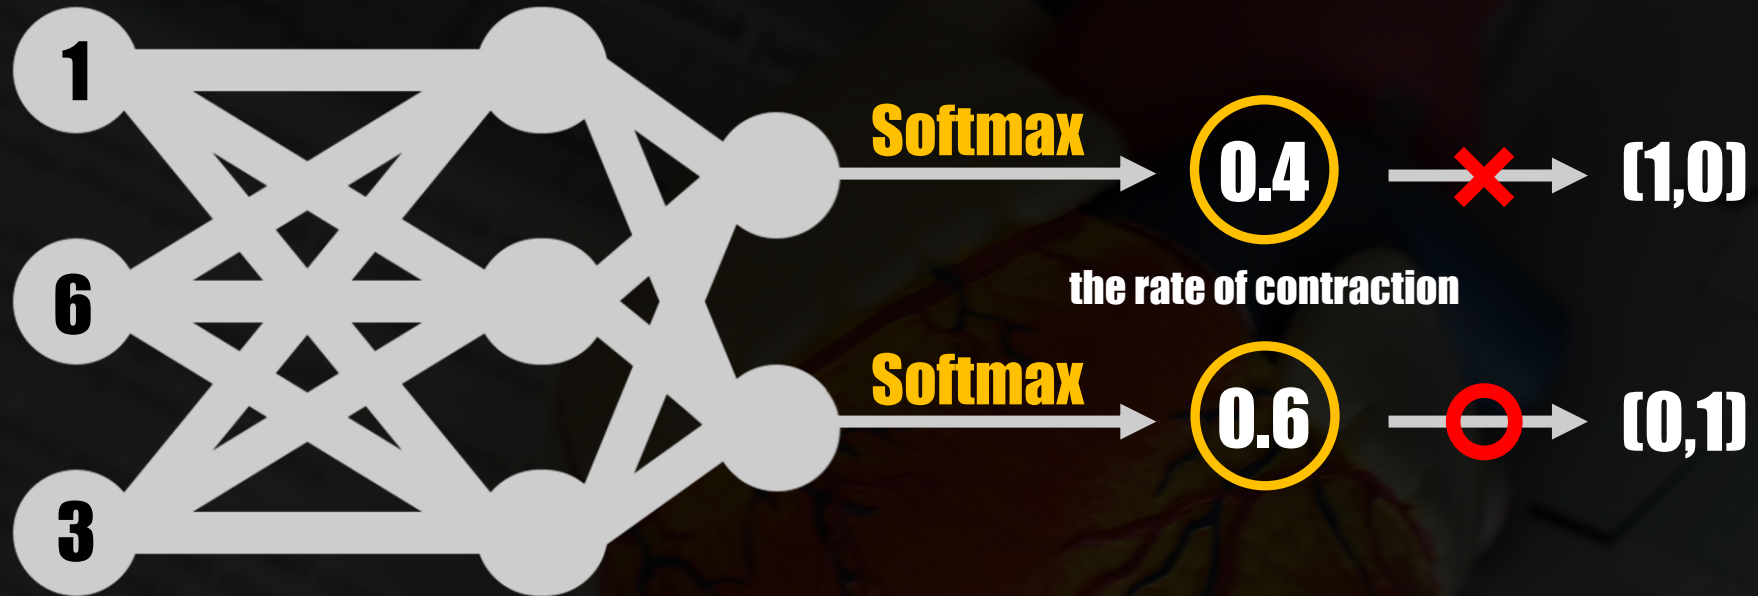 1
6
3
Softmax
0.4
(1,0)
the rate of contraction
Softmax
0.6
(0,1)